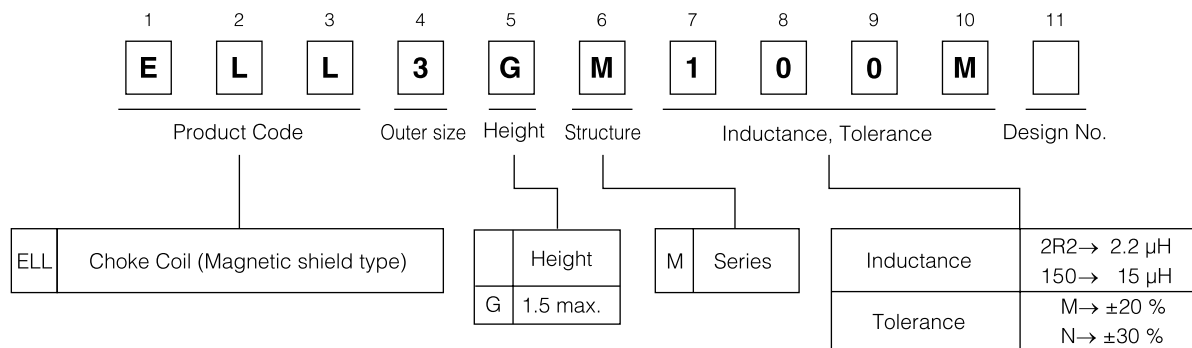 1 2 3 4 5 6 7 8 9 10 11
E L L 3 G M 1 0 0 M
Product Code Outer size Height Structure Inductance, Tolerance Design No.
ELL Choke Coil (Magnetic shield type)
Height
G 1.5 max.
M Series
Inductance 2R2→ 2.2 µH
150→ 15 µH
Tolerance M→ ±20 %
N→ ±30 %